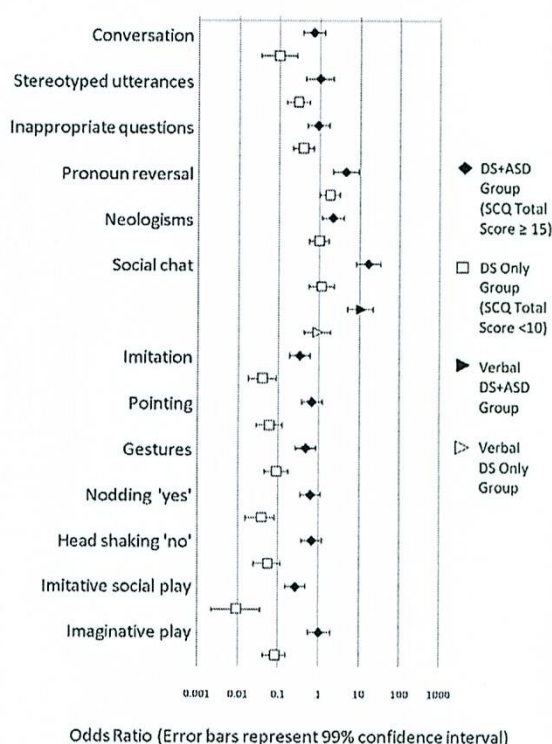 Conversation
Stereotyped utterances
Inappropriate questions
Pronoun reversal
Neologisms
Social chat
Imitation
Pointing
Gestures
Nodding 'yes'
Head shaking 'no'
Imitative social play
Imaginative play
0.001 0.01 0.1 1 10 100 1000
Odds Ratio (Error bars represent 99% confidence interval)
DS+ASD
Group
(SCQ Total
Score ≥ 15)
DS Only
Group
(SCQ Total
Score <10)
Verbal
DS+ASD
Group
Verbal
DS Only
Group